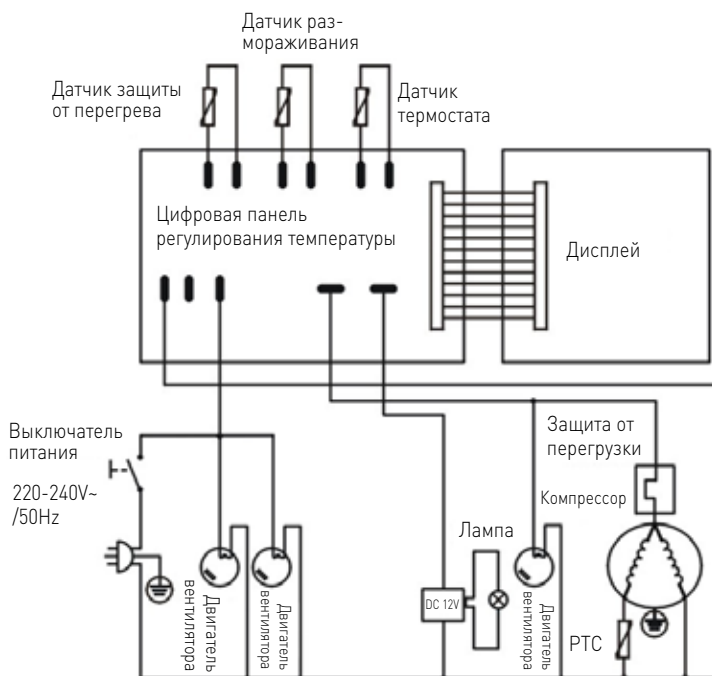 Датчик раз-
мораживания
Датчик защиты
от перегрева
Датчик
термостата
Цифровая панель
регулирования температуры
Дисплей
Выключатель
питания
220-240V~
/50Hz
Защита от
перегрузки
Компрессор
Лампа
DC 12V
Двигатель
вентилятора
Двигатель
вентилятора
Двигатель
вентилятора
PTC